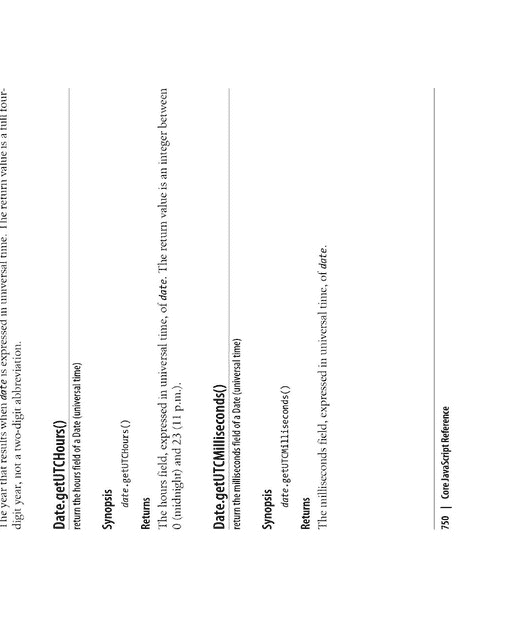 The year that results when date is expressed in universal time. The return value is a full four-
digit year, not a two-digit abbreviation.
Date.getUTCHours()
return the hours field of a Date (universal time)
Synopsis
date.getUTCHours()
Returns
The hours field, expressed in universal time, of date. The return value is an integer between
0 (midnight) and 23 (11 p.m.).
Date.getUTCMilliseconds()
return the milliseconds field of a Date (universal time)
Synopsis
date.getUTCMilliseconds()
Returns
The milliseconds field, expressed in universal time, of date.
750 | Core JavaScript Reference